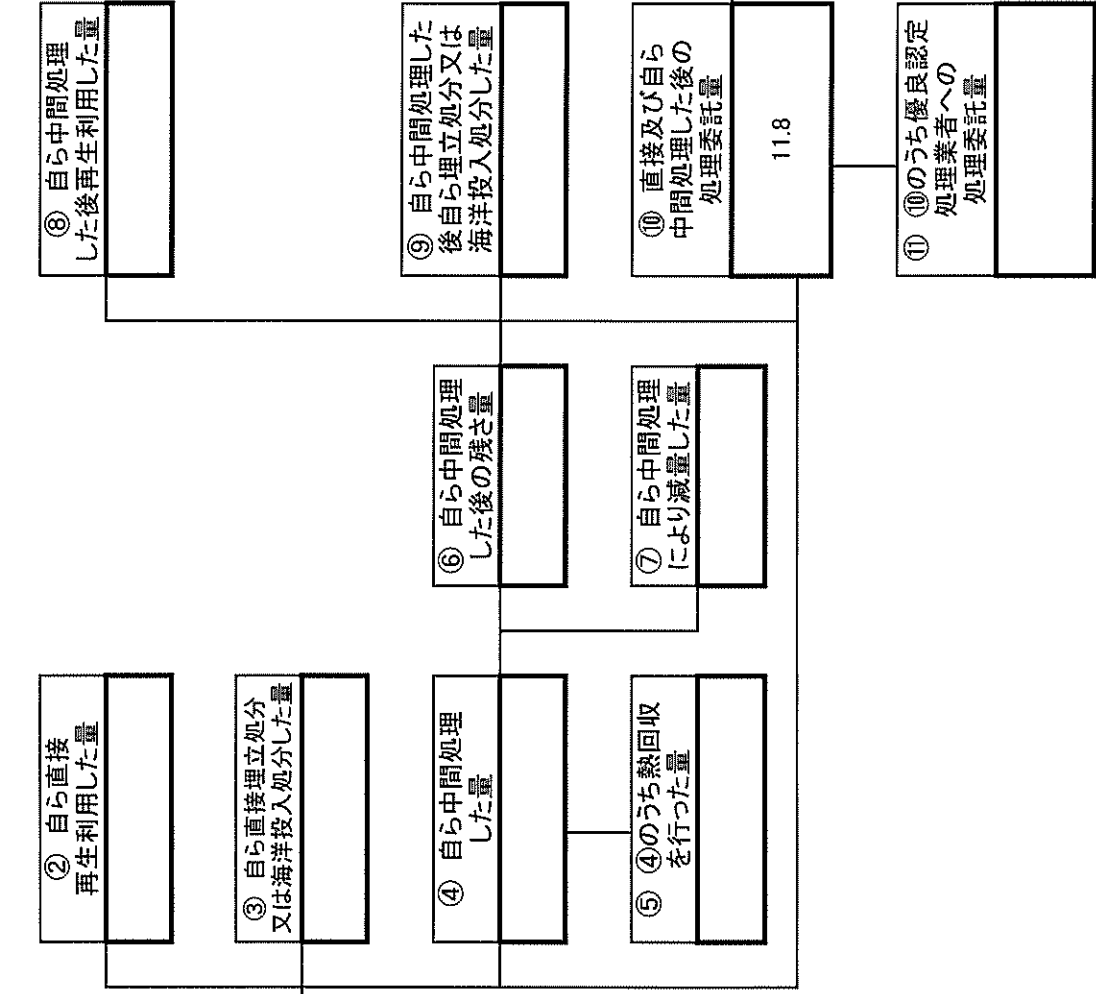 ② 自ら直接
再生利用した量
③ 自ら直接埋立処分
又は海洋投入処分した量
④ 自ら中間処理
した量
⑤ ④のうち熱回収
を行った量
⑥ 自ら中間処理
した後の残さ量
⑦ 自ら中間処理
により減量した量
⑧ 自ら中間処理
した後再生利用した量
⑨ 自ら中間処理した
後自ら埋立処分又は
海洋投入処分した量
⑩ 直接及び自ら
中間処理した後の
処理委託量
11.8
⑪ ⑩のうち優良認定
処理業者への
処理委託量